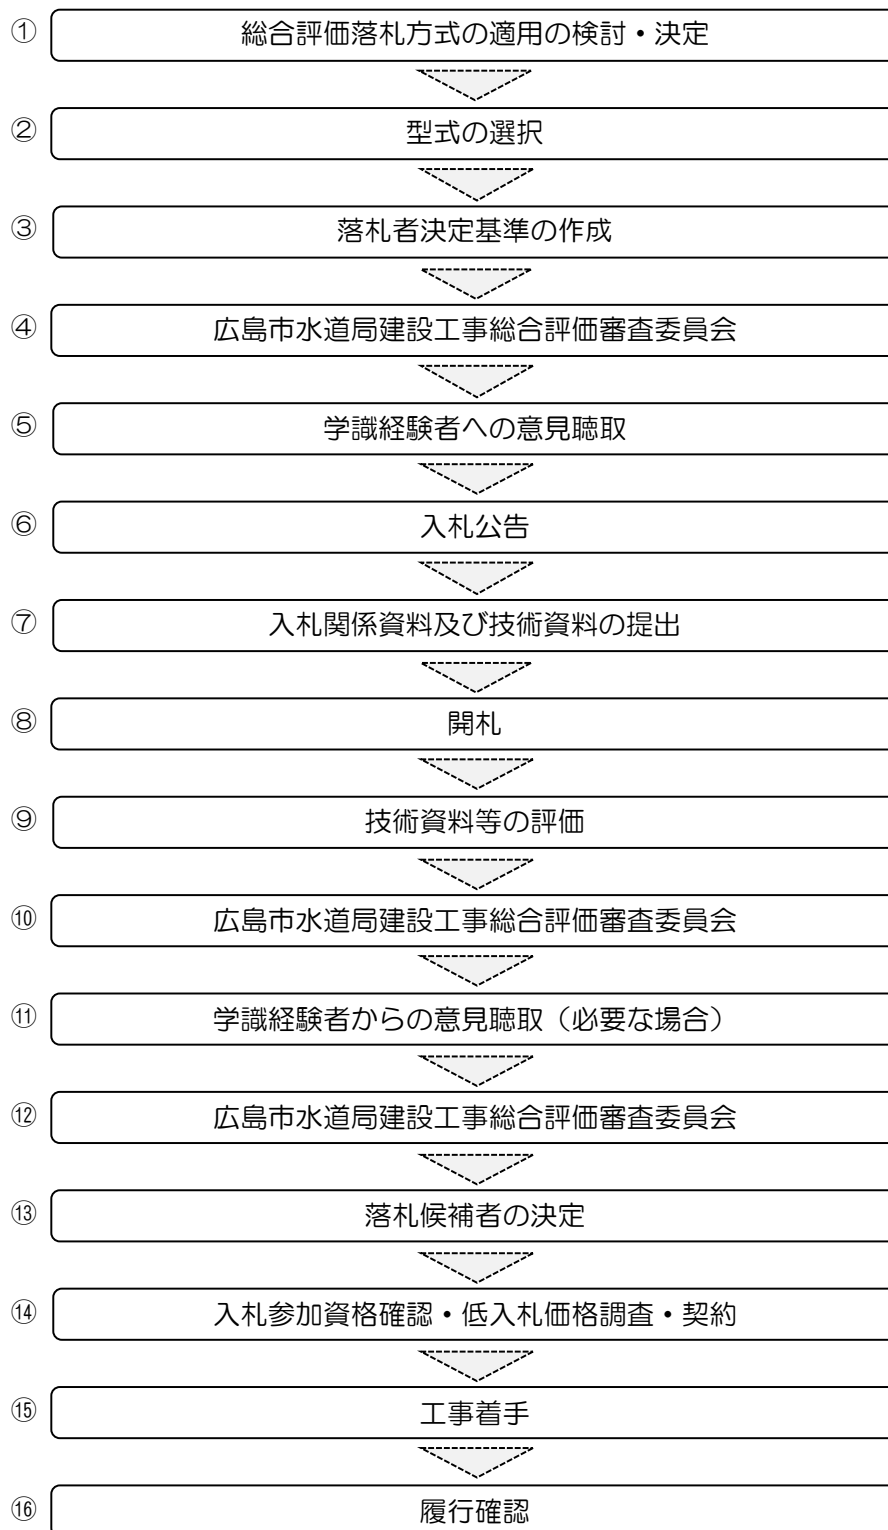 ① 総合評価落札方式の適用の検討・決定
② 型式の選択
③ 落札者決定基準の作成
④ 広島市水道局建設工事総合評価審査委員会
⑤ 学識経験者への意見聴取
⑥ 入札公告
⑦ 入札関係資料及び技術資料の提出
⑧ 開札
⑨ 技術資料等の評価
⑩ 広島市水道局建設工事総合評価審査委員会
⑪ 学識経験者からの意見聴取（必要な場合）
⑫ 広島市水道局建設工事総合評価審査委員会
⑬ 落札候補者の決定
⑭ 入札参加資格確認・低入札価格調査・契約
⑮ 工事着手
⑯ 履行確認